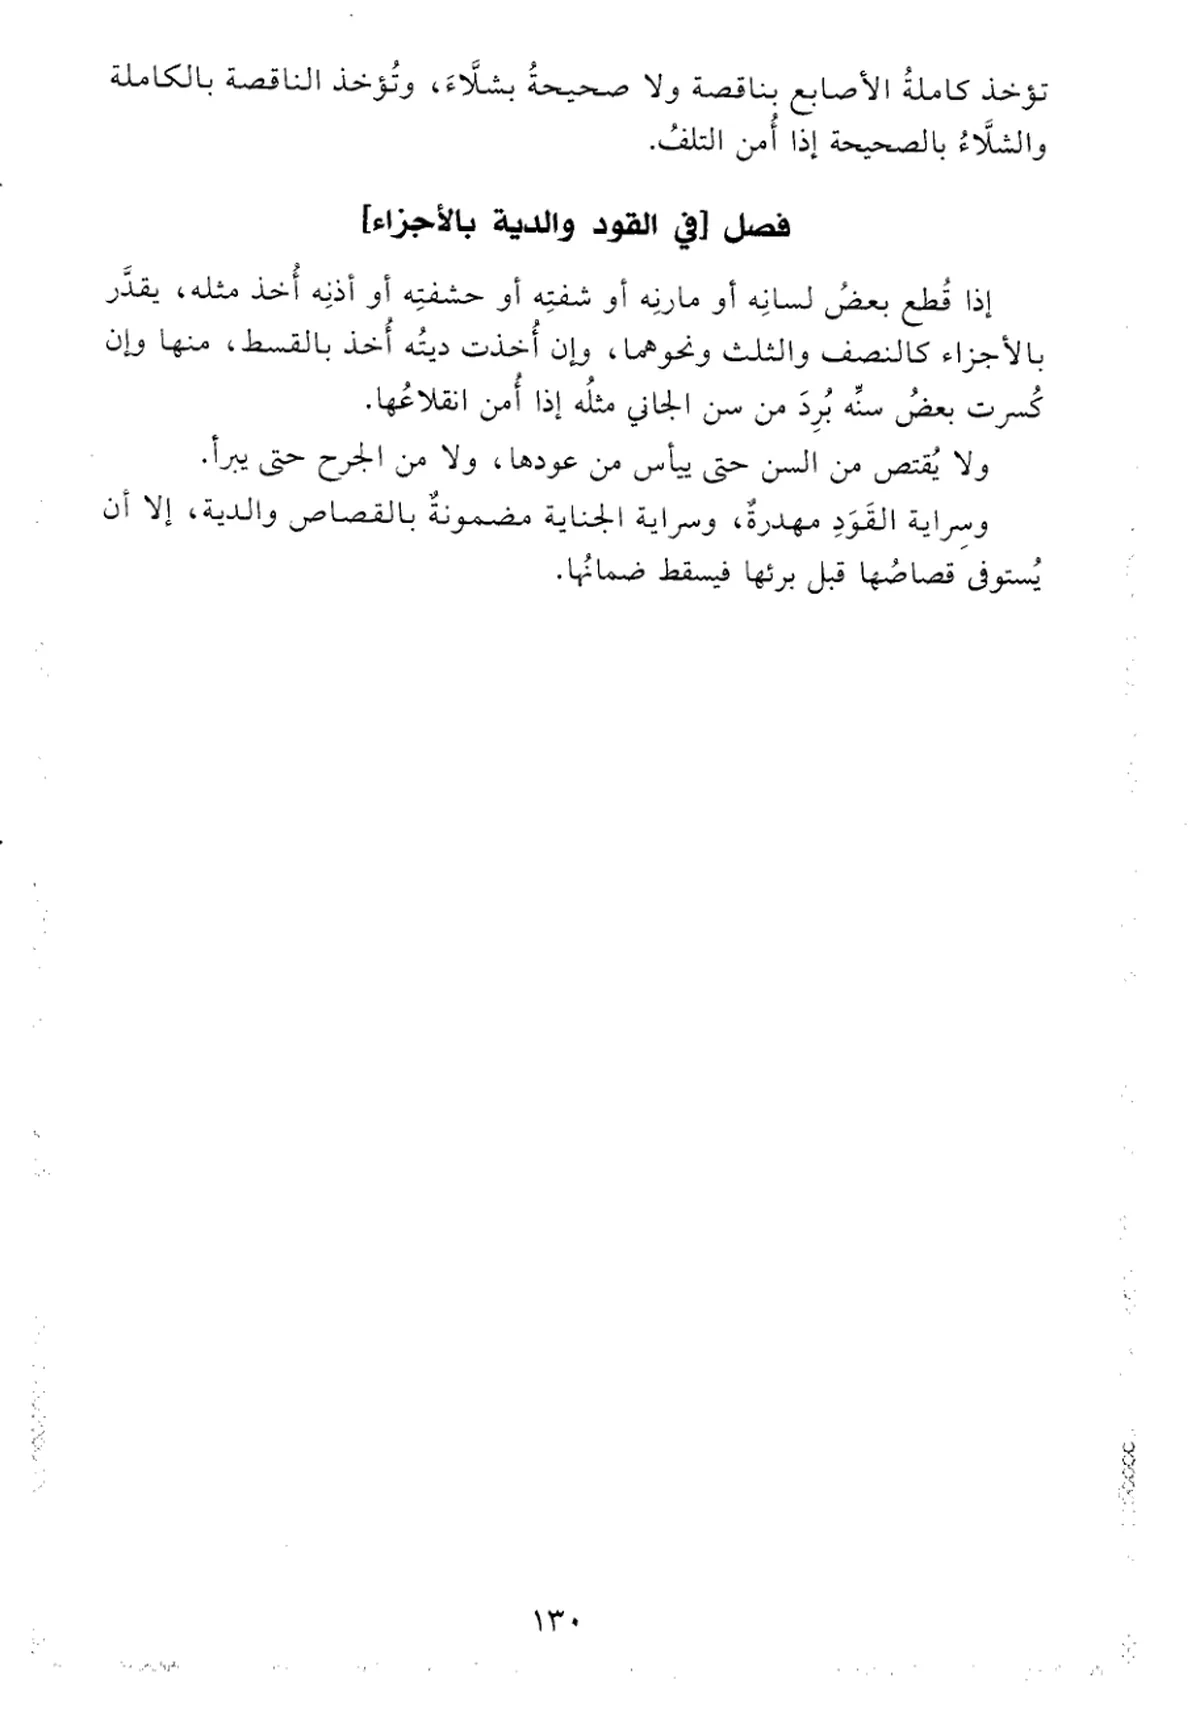 تؤخذ كاملةُ الأصابع بناقصة ولا صحيحةُ بشلَّاءَ، وتُؤخذ الناقصة بالكاملة
والشلَّاءُ بالصحيحة إذا أُمن التلفُ.
فصل [في القود والدية بالأجزاء]
إذا قُطع بعضُ لسانِه أو مارنِه أو شفتِه أو حشفتِه أو أذنِه أُخذ مثله، يقدَّر
بالأجزاء كالنصف والثلث ونحوهما، وإن أُخذت ديتُه أُخذ بالقسط، منها وإن
كُسرت بعضُ سنِّه بُرِدَ من سن الجاني مثلُه إذا أُمن انقلاعُها.
ولا يُقتص من السن حتى ييأس من عودها، ولا من الجرح حتى يبرأ.
وسِراية القَوَدِ مهدرةٌ، وسراية الجناية مضمونةٌ بالقصاص والدية، إلا أن
يُستوفى قصاصُها قبل برئها فيسقط ضمانُها.
١٣٠